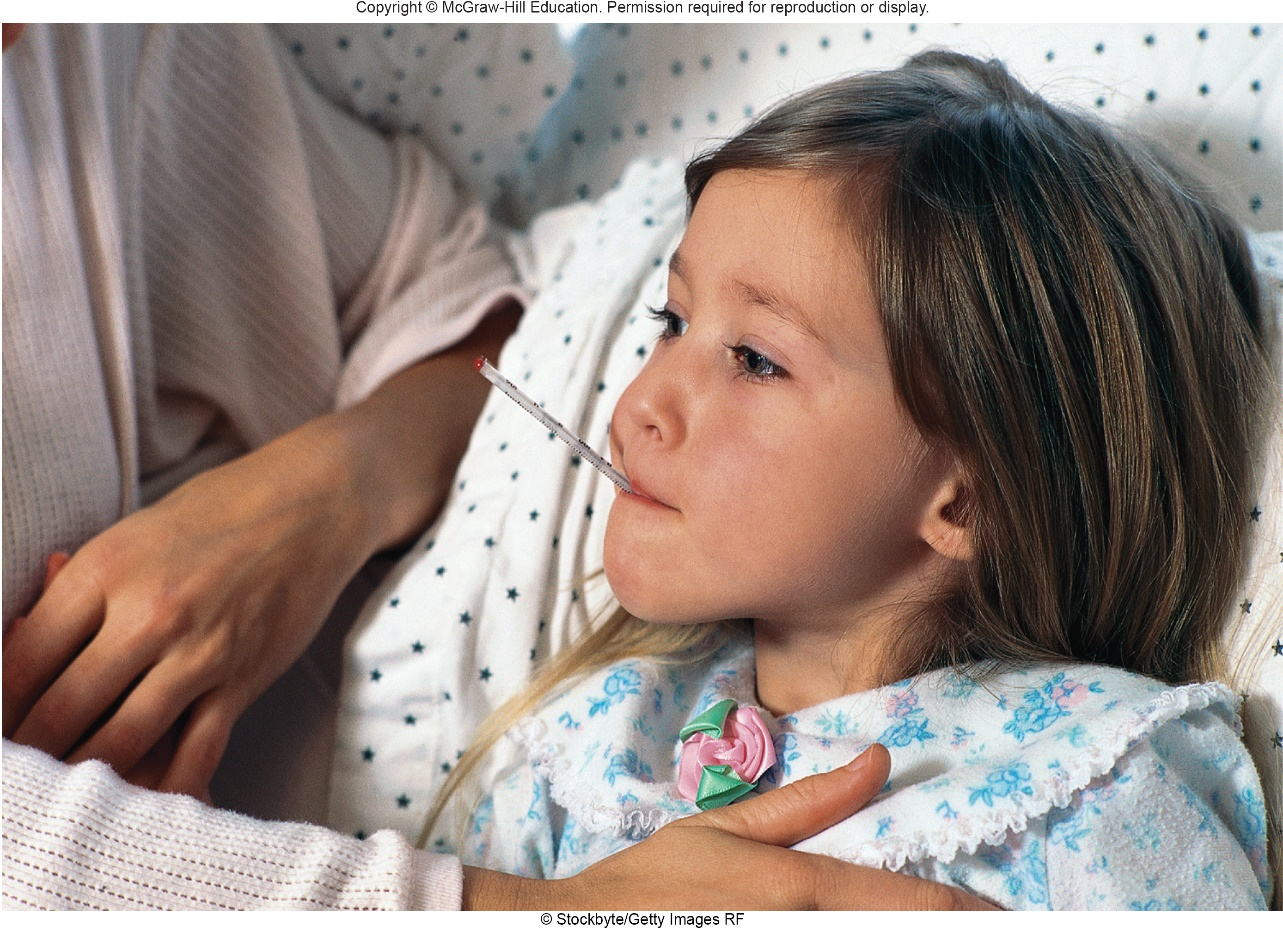 Copyright © McGraw-Hill Education. Permission required for reproduction or display.
© Stockbyte/Getty Images RF